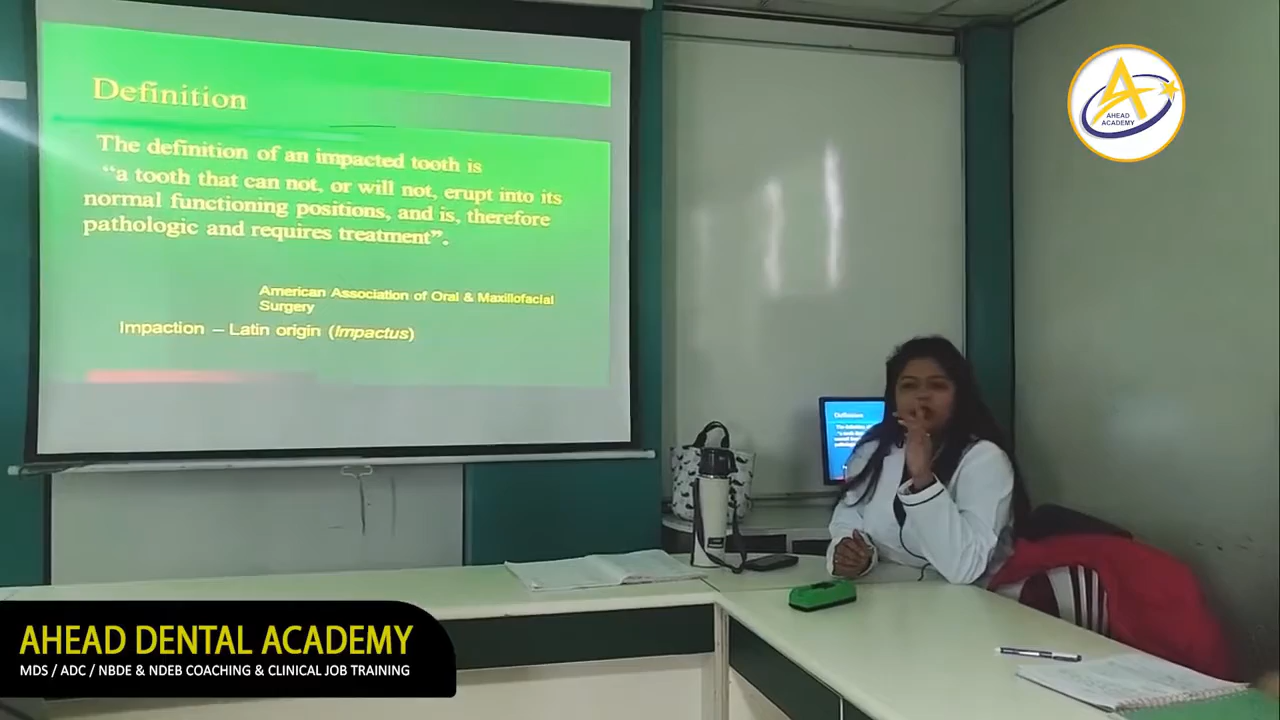 Definition
The definition of an impacted tooth is
“a tooth that can not, or will not, erupt into its
normal functioning positions, and is, therefore
pathologic and requires treatment”.
American Association of Oral & Maxillofacial
Surgery
Impaction – Latin origin (Impactus)
AHEAD
ACADEMY
Definition
AHEAD DENTAL ACADEMY
MDS / ADC / NBDE & NDEB COACHING & CLINICAL JOB TRAINING